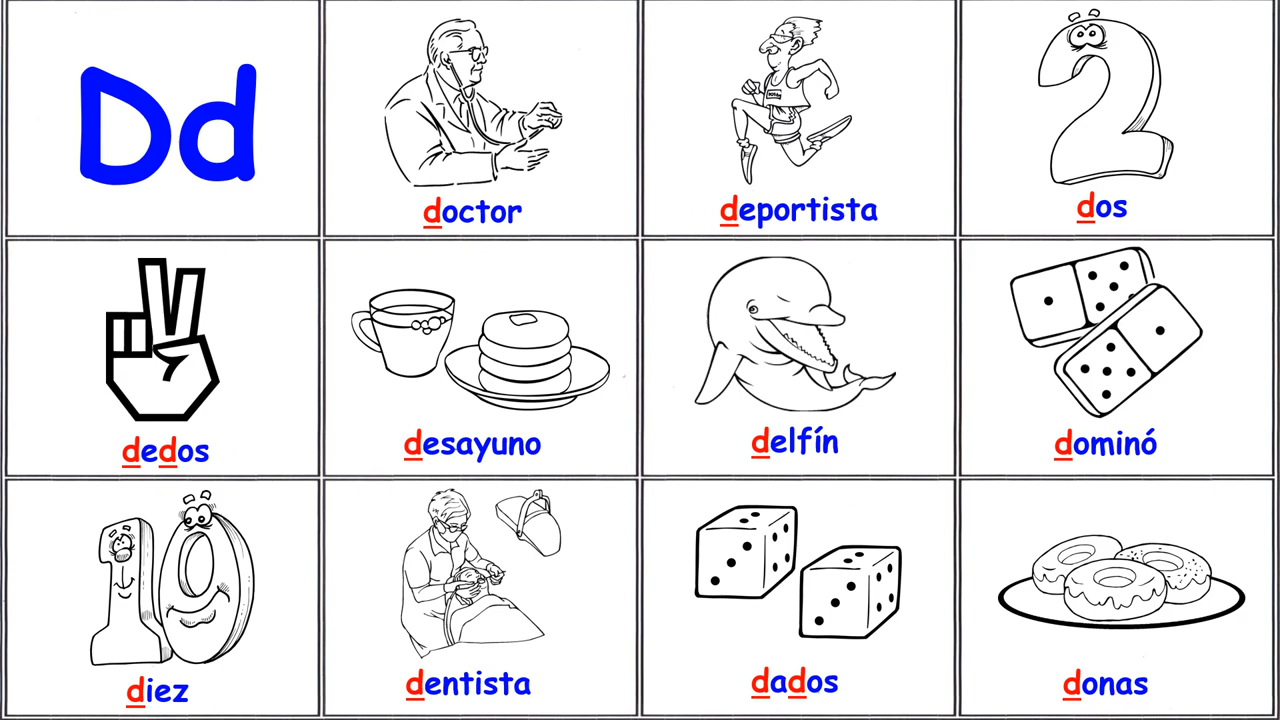 Dd
doctor
deportista
dos
dedos
desayuno
delfín
dominó
diez
dentista
dados
donas